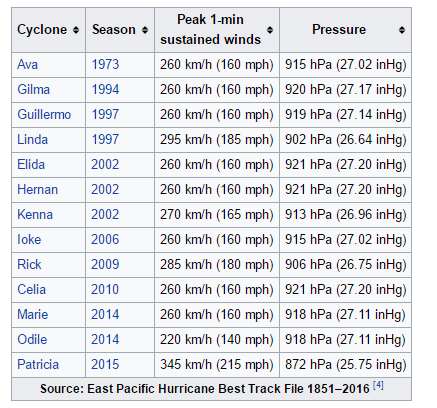 Cyclone Season Peak 1-min sustained winds Pressure
Ava 1973 260 km/h (160 mph) 915 hPa (27.02 inHg)
Gilma 1994 260 km/h (160 mph) 920 hPa (27.17 inHg)
Guillermo 1997 260 km/h (160 mph) 919 hPa (27.14 inHg)
Linda 1997 295 km/h (185 mph) 902 hPa (26.64 inHg)
Elida 2002 260 km/h (160 mph) 921 hPa (27.20 inHg)
Hernan 2002 260 km/h (160 mph) 921 hPa (27.20 inHg)
Kenna 2002 270 km/h (165 mph) 913 hPa (26.96 inHg)
Ioke 2006 260 km/h (160 mph) 915 hPa (27.02 inHg)
Rick 2009 285 km/h (180 mph) 906 hPa (26.75 inHg)
Celia 2010 260 km/h (160 mph) 921 hPa (27.20 inHg)
Marie 2014 260 km/h (160 mph) 918 hPa (27.11 inHg)
Odile 2014 220 km/h (140 mph) 918 hPa (27.11 inHg)
Patricia 2015 345 km/h (215 mph) 872 hPa (25.75 inHg)
Source: East Pacific Hurricane Best Track File 1851–2016 [4]